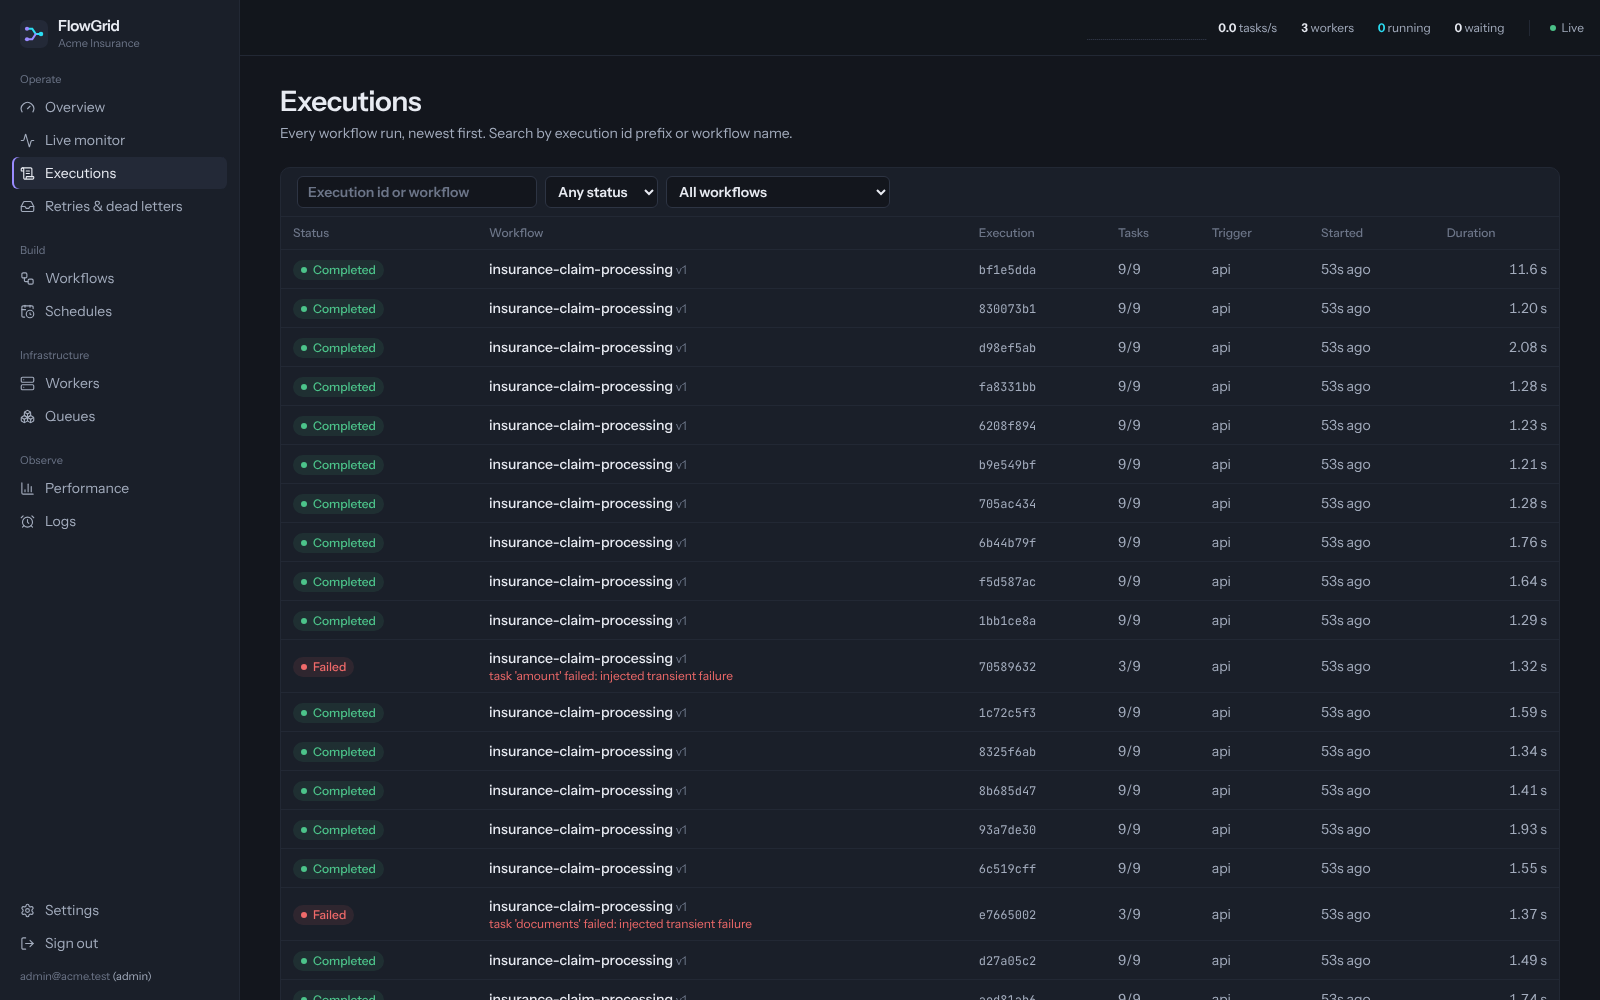 FlowGrid
Acme Insurance
0.0 tasks/s 3 workers 0 running 0 waiting Live
Operate
Overview
Live monitor
Executions
Retries & dead letters
Build
Workflows
Schedules
Infrastructure
Workers
Queues
Observe
Performance
Logs
Settings
Sign out
admin@acme.test (admin)
Executions
Every workflow run, newest first. Search by execution id prefix or workflow name.
Execution id or workflow Any status All workflows
Status Workflow Execution Tasks Trigger Started Duration
Completed insurance-claim-processing v1 bf1e5dda 9/9 api 53s ago 11.6 s
Completed insurance-claim-processing v1 830073b1 9/9 api 53s ago 1.20 s
Completed insurance-claim-processing v1 d98ef5ab 9/9 api 53s ago 2.08 s
Completed insurance-claim-processing v1 fa8331bb 9/9 api 53s ago 1.28 s
Completed insurance-claim-processing v1 6208f894 9/9 api 53s ago 1.23 s
Completed insurance-claim-processing v1 b9e549bf 9/9 api 53s ago 1.21 s
Completed insurance-claim-processing v1 705ac434 9/9 api 53s ago 1.28 s
Completed insurance-claim-processing v1 6b44b79f 9/9 api 53s ago 1.76 s
Completed insurance-claim-processing v1 f5d587ac 9/9 api 53s ago 1.64 s
Completed insurance-claim-processing v1 1bb1ce8a 9/9 api 53s ago 1.29 s
Failed insurance-claim-processing v1 70589632 3/9 api 53s ago 1.32 s
task 'amount' failed: injected transient failure
Completed insurance-claim-processing v1 1c72c5f3 9/9 api 53s ago 1.59 s
Completed insurance-claim-processing v1 8325f6ab 9/9 api 53s ago 1.34 s
Completed insurance-claim-processing v1 8b685d47 9/9 api 53s ago 1.41 s
Completed insurance-claim-processing v1 93a7de30 9/9 api 53s ago 1.93 s
Completed insurance-claim-processing v1 6c519cff 9/9 api 53s ago 1.55 s
Failed insurance-claim-processing v1 e7665002 3/9 api 53s ago 1.37 s
task 'documents' failed: injected transient failure
Completed insurance-claim-processing v1 d27a05c2 9/9 api 53s ago 1.49 s
Completed insurance-claim-processing v1 9/9 api 53s ago 1.74 s